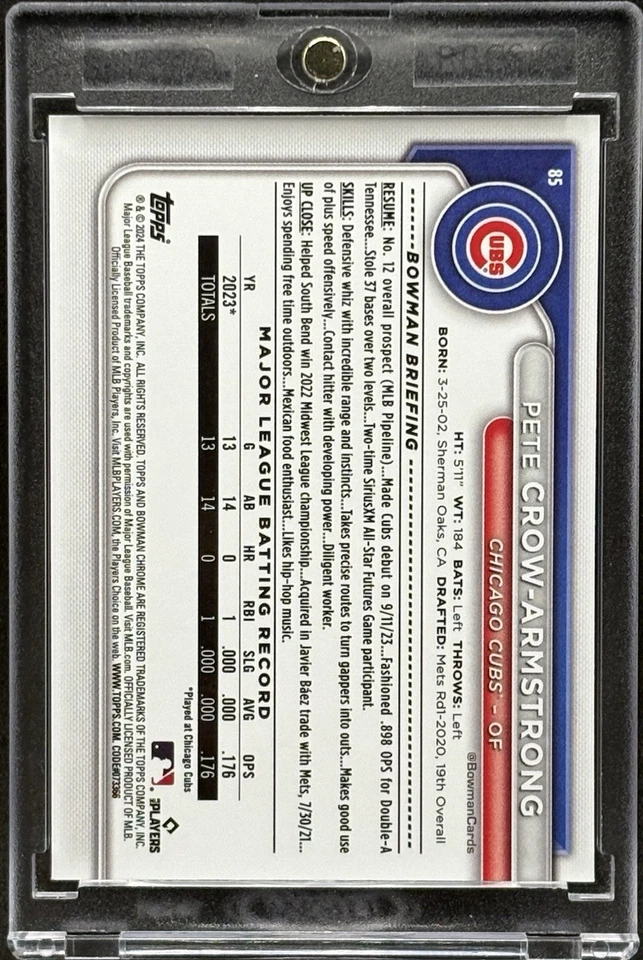 85
CUBS
PETE CROW-ARMSTRONG
CHICAGO CUBS® - OF
@BowmanCards
HT: 5'11" WT: 184 BATS: Left THROWS: Left
BORN: 3-25-02, Sherman Oaks, CA DRAFTED: Mets Rd1-2020, 19th Overall
BOWMAN BRIEFING
RESUME: No. 12 overall prospect (MLB Pipeline)...Made Cubs debut on 9/11/23...Fashioned .898 OPS for Double-A
Tennessee...Stole 37 bases over two levels...Two-time SiriusXM All-Star Futures Game participant.
SKILLS: Defensive whiz with incredible range and instincts...Takes precise routes to turn gappers into outs...Makes good use
of plus speed offensively...Contact hitter with developing power...Diligent worker.
UP CLOSE: Helped South Bend win 2022 Midwest League championship...Acquired in Javier Báez trade with Mets, 7/30/21...
Enjoys spending free time outdoors...Mexican food enthusiast...Likes hip-hop music.
MAJOR LEAGUE BATTING RECORD
YR G AB HR RBI SLG AVG OPS
2023* 13 14 0 1 .000 .000 .176
TOTALS 13 14 0 1 .000 .000 .176
*Played at Chicago Cubs
topps®
PLAYERS
® & © 2024 THE TOPPS COMPANY, INC. ALL RIGHTS RESERVED. TOPPS AND BOWMAN CHROME ARE REGISTERED TRADEMARKS OF THE TOPPS COMPANY, INC.
Major League Baseball trademarks and copyrights are used with permission of Major League Baseball. Visit MLB.com. OFFICIALLY LICENSED PRODUCT OF MLB
Officially Licensed Product of MLB Players, Inc. Visit MLBPLAYERS.COM, the Players Choice on the web. WWW.TOPPS.COM. CODE#073366